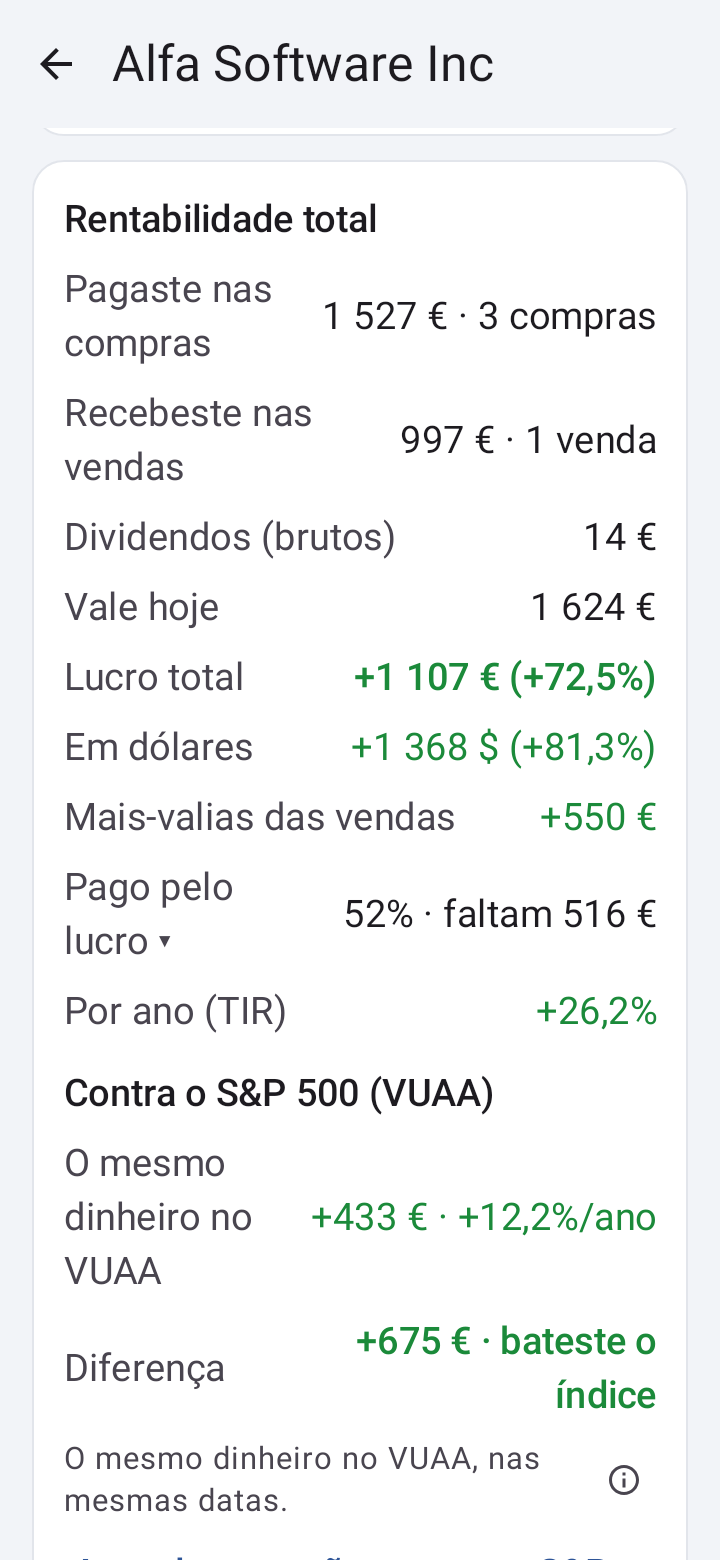 Alfa Software Inc
Rentabilidade total
Pagaste nas compras
1 527 € · 3 compras
Recebeste nas vendas
997 € · 1 venda
Dividendos (brutos) 14 €
Vale hoje 1 624 €
Lucro total +1 107 € (+72,5%)
Em dólares +1 368 $ (+81,3%)
Mais-valias das vendas +550 €
Pago pelo lucro ▾
52% · faltam 516 €
Por ano (TIR) +26,2%
Contra o S&P 500 (VUAA)
O mesmo
dinheiro no
VUAA
+433 € · +12,2%/ano
Diferença
+675 € · bateste o
índice
O mesmo dinheiro no VUAA, nas
mesmas datas.